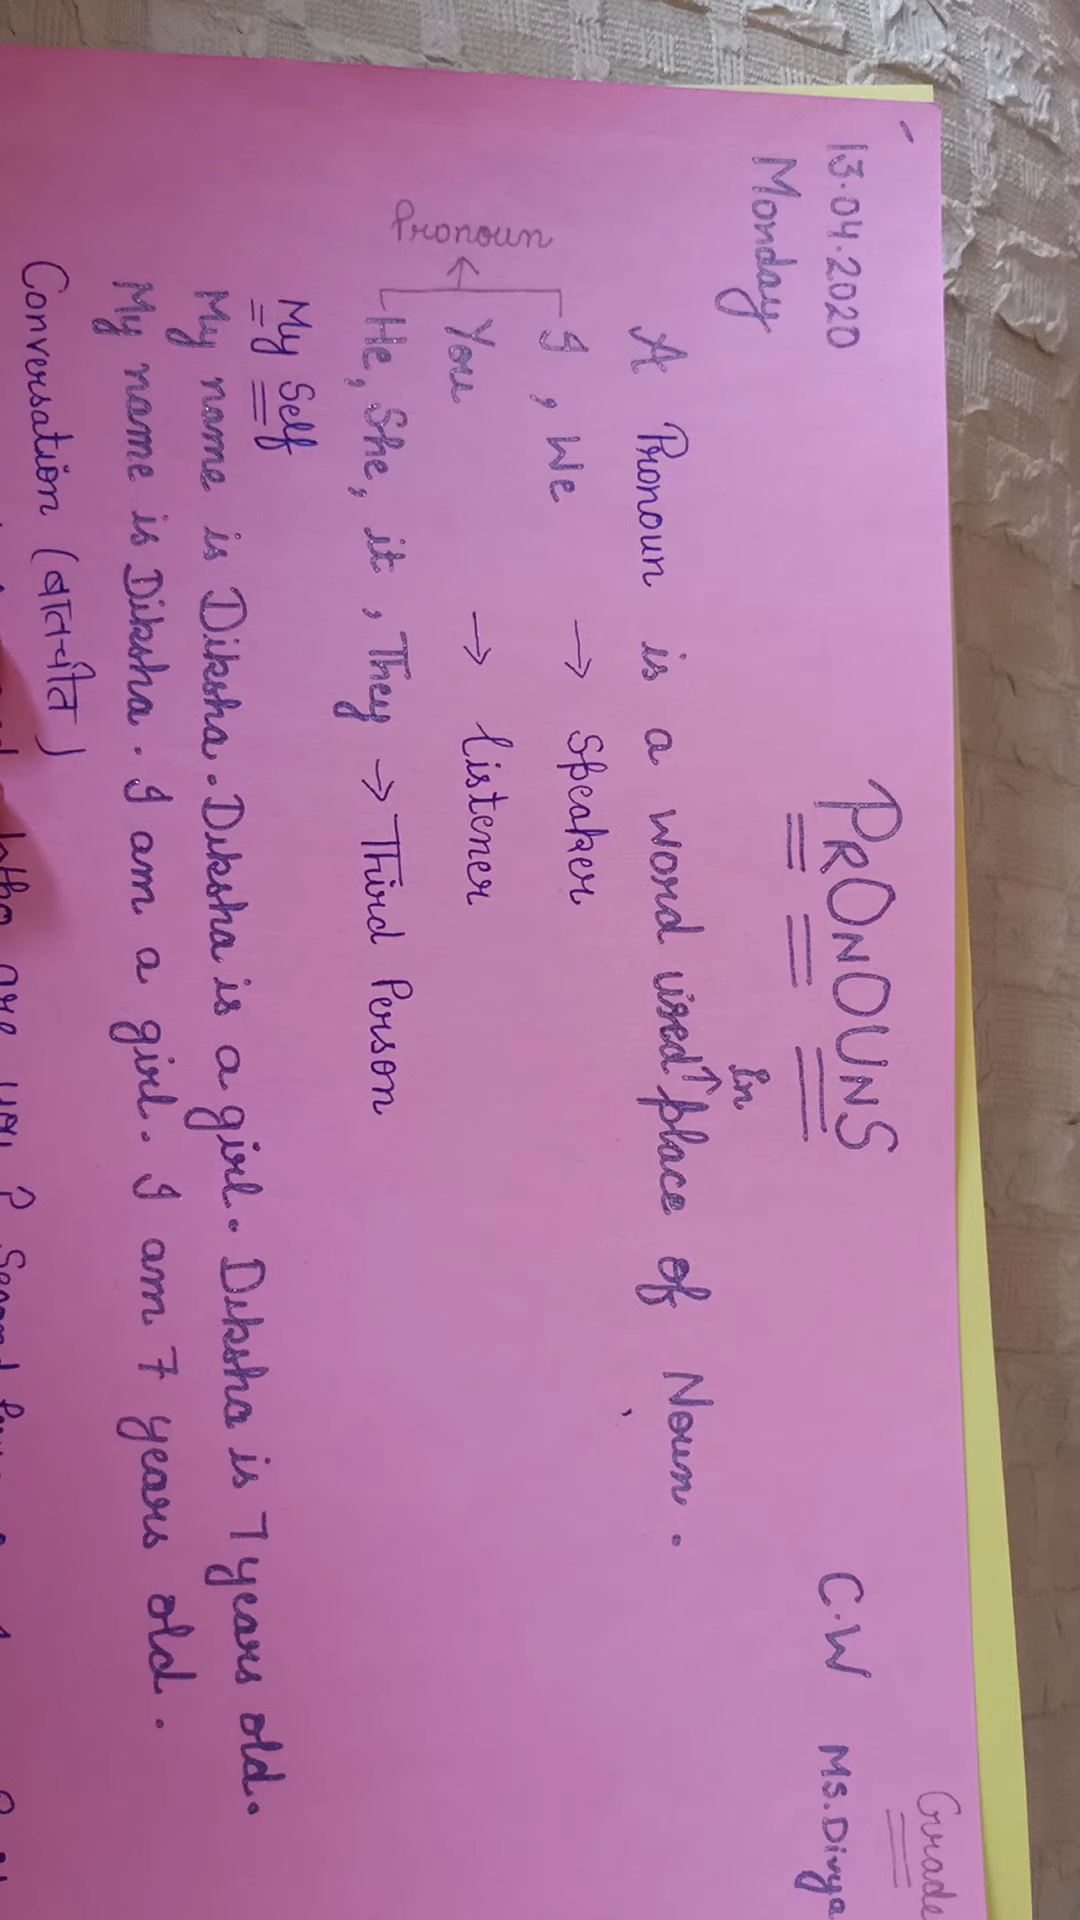 Grade
13.04.2020 C.W Ms.Divya
Monday PRONOUNS
In
A Pronoun is a word used↑place of Noun.
I, We → Speaker
Pronoun ← You → listener
He, She, it, They → Third Person
My Self
My name is Diksha. Diksha is a girl. Diksha is 7 years old.
My name is Diksha. I am a girl. I am 7 years old.
Conversation (बातचीत)
are you ?